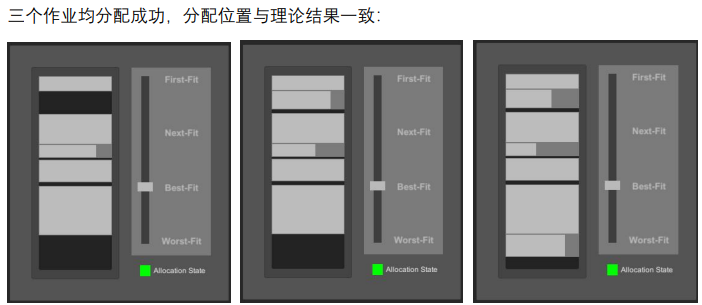 三个作业均分配成功，分配位置与理论结果一致：
First-Fit
Next-Fit
Best-Fit
Worst-Fit
Allocation State
First-Fit
Next-Fit
Best-Fit
Worst-Fit
Allocation State
First-Fit
Next-Fit
Best-Fit
Worst-Fit
Allocation State